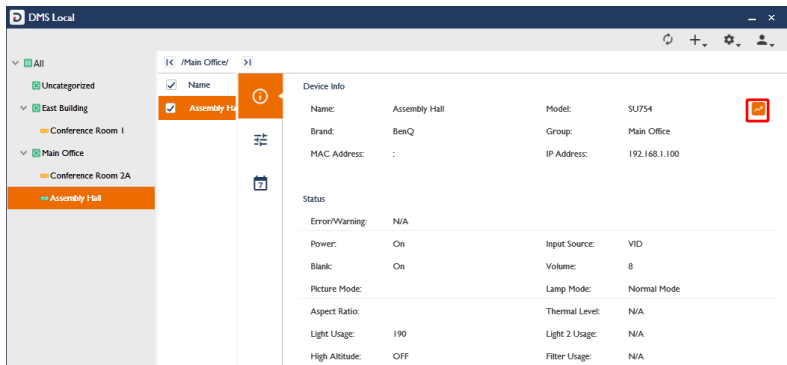 D DMS Local
All
Uncategorized
East Building
Conference Room 1
Main Office
Conference Room 2A
Assembly Hall
/Main Office/
Name
Assembly Ha
7
Device Info
Name: Assembly Hall Model: SU754
Brand: BenQ Group: Main Office
MAC Address: : IP Address: 192.168.1.100
Status
Error/Warning: N/A
Power: On Input Source: VID
Blank: On Volume: 8
Picture Mode: Lamp Mode: Normal Mode
Aspect Ratio: Thermal Level: N/A
Light Usage: 190 Light 2 Usage: N/A
High Altitude: OFF Filter Usage: N/A